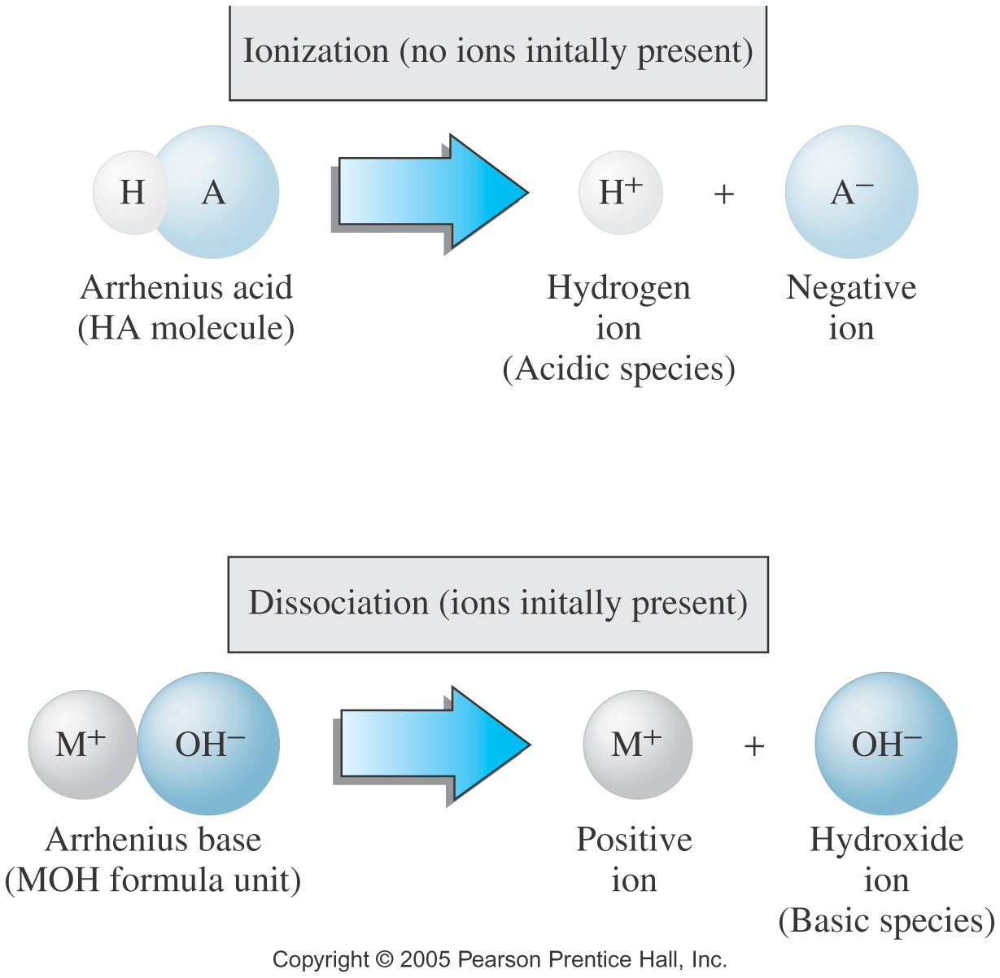 Ionization (no ions initally present)
H A H+ + A−
Arrhenius acid
(HA molecule)
Hydrogen
ion
(Acidic species)
Negative
ion
Dissociation (ions initally present)
M+ OH− M+ + OH−
Arrhenius base
(MOH formula unit)
Positive
ion
Hydroxide
ion
(Basic species)
Copyright © 2005 Pearson Prentice Hall, Inc.